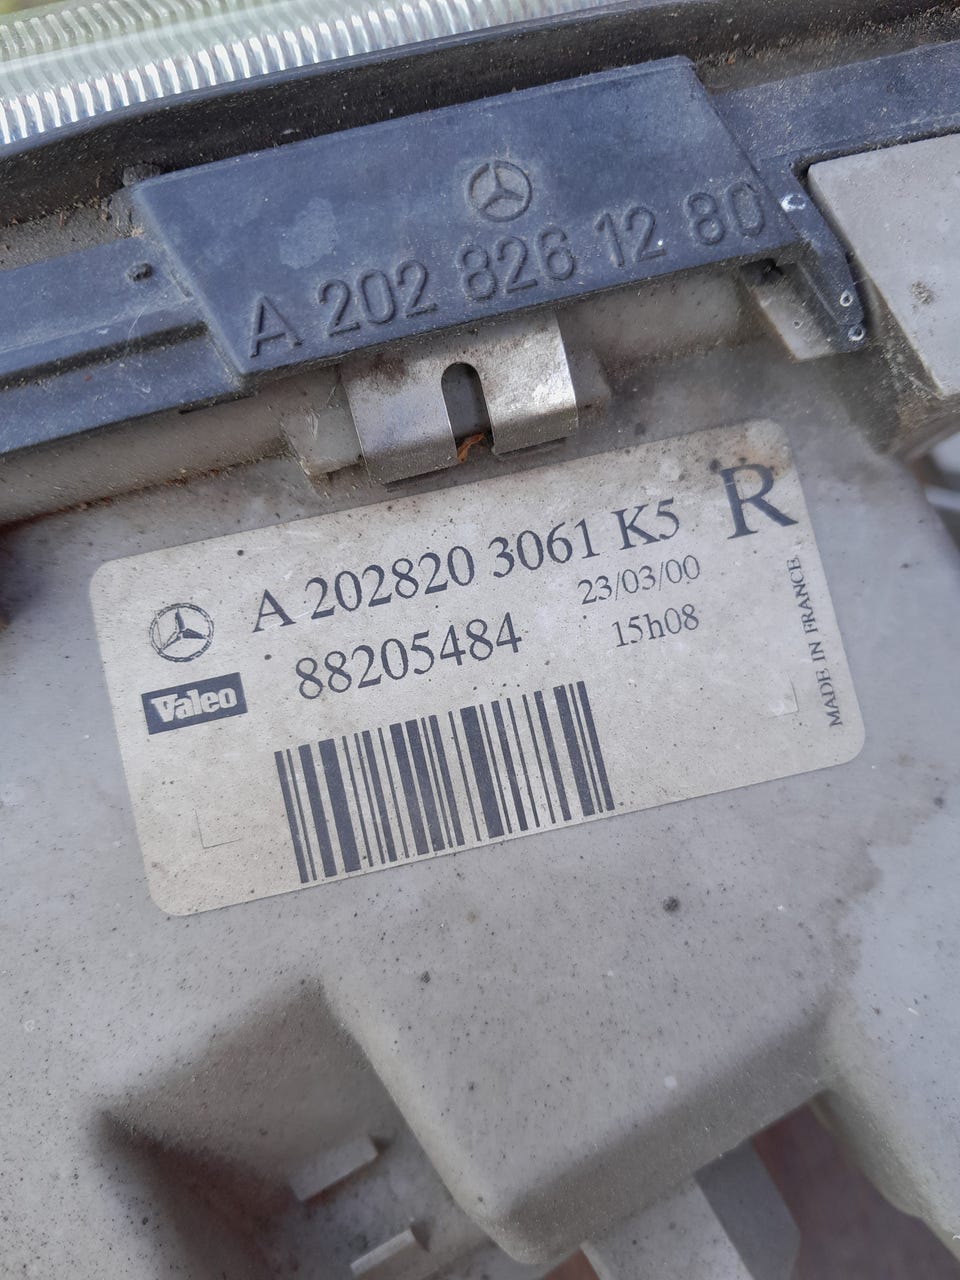 A 202 826 12 80
A 202820 3061 K5 R
88205484 23/03/00
15h08
Valeo
MADE IN FRANCE